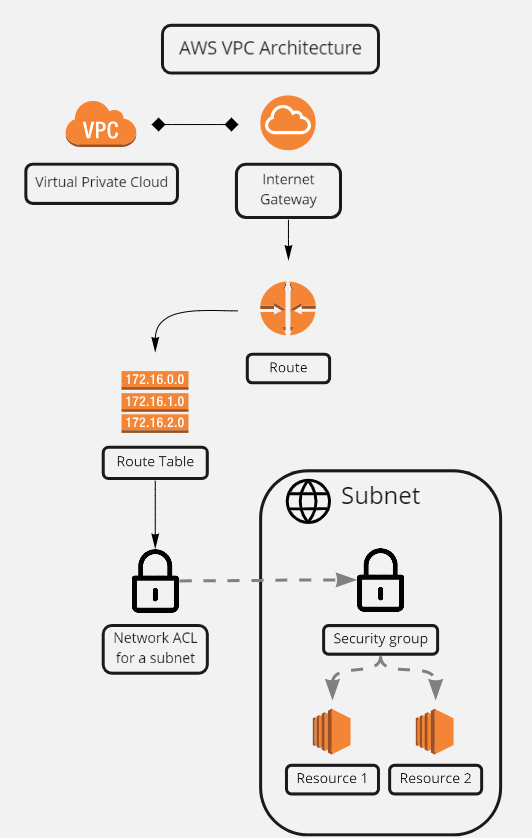 AWS VPC Architecture
VPC
Virtual Private Cloud
Internet
Gateway
Route
172.16.0.0
172.16.1.0
172.16.2.0
Route Table
Subnet
Network ACL
for a subnet
Security group
Resource 1
Resource 2